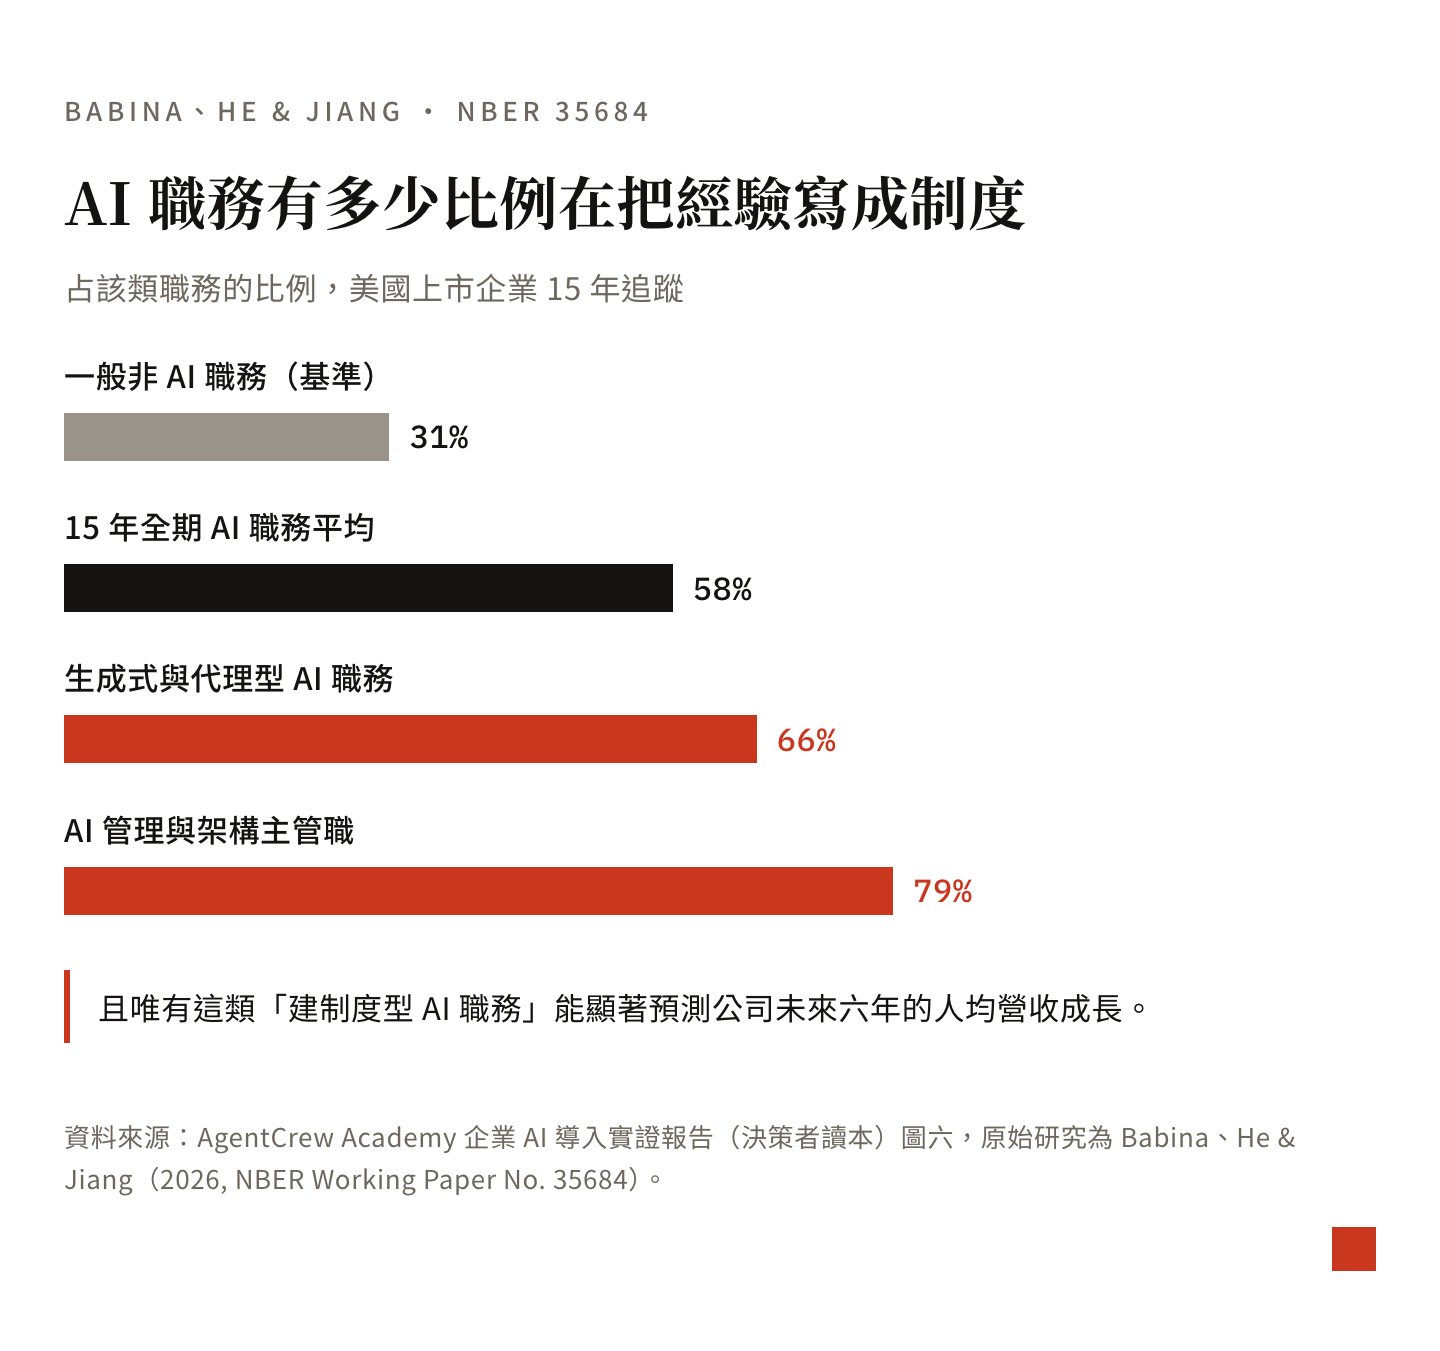 BABINA、HE & JIANG ・ NBER 35684
AI 職務有多少比例在把經驗寫成制度
占該類職務的比例，美國上市企業 15 年追蹤
一般非 AI 職務（基準）
31%
15 年全期 AI 職務平均
58%
生成式與代理型 AI 職務
66%
AI 管理與架構主管職
79%
且唯有這類「建制度型 AI 職務」能顯著預測公司未來六年的人均營收成長。
資料來源：AgentCrew Academy 企業 AI 導入實證報告（決策者讀本）圖六，原始研究為 Babina、He &
Jiang（2026, NBER Working Paper No. 35684）。